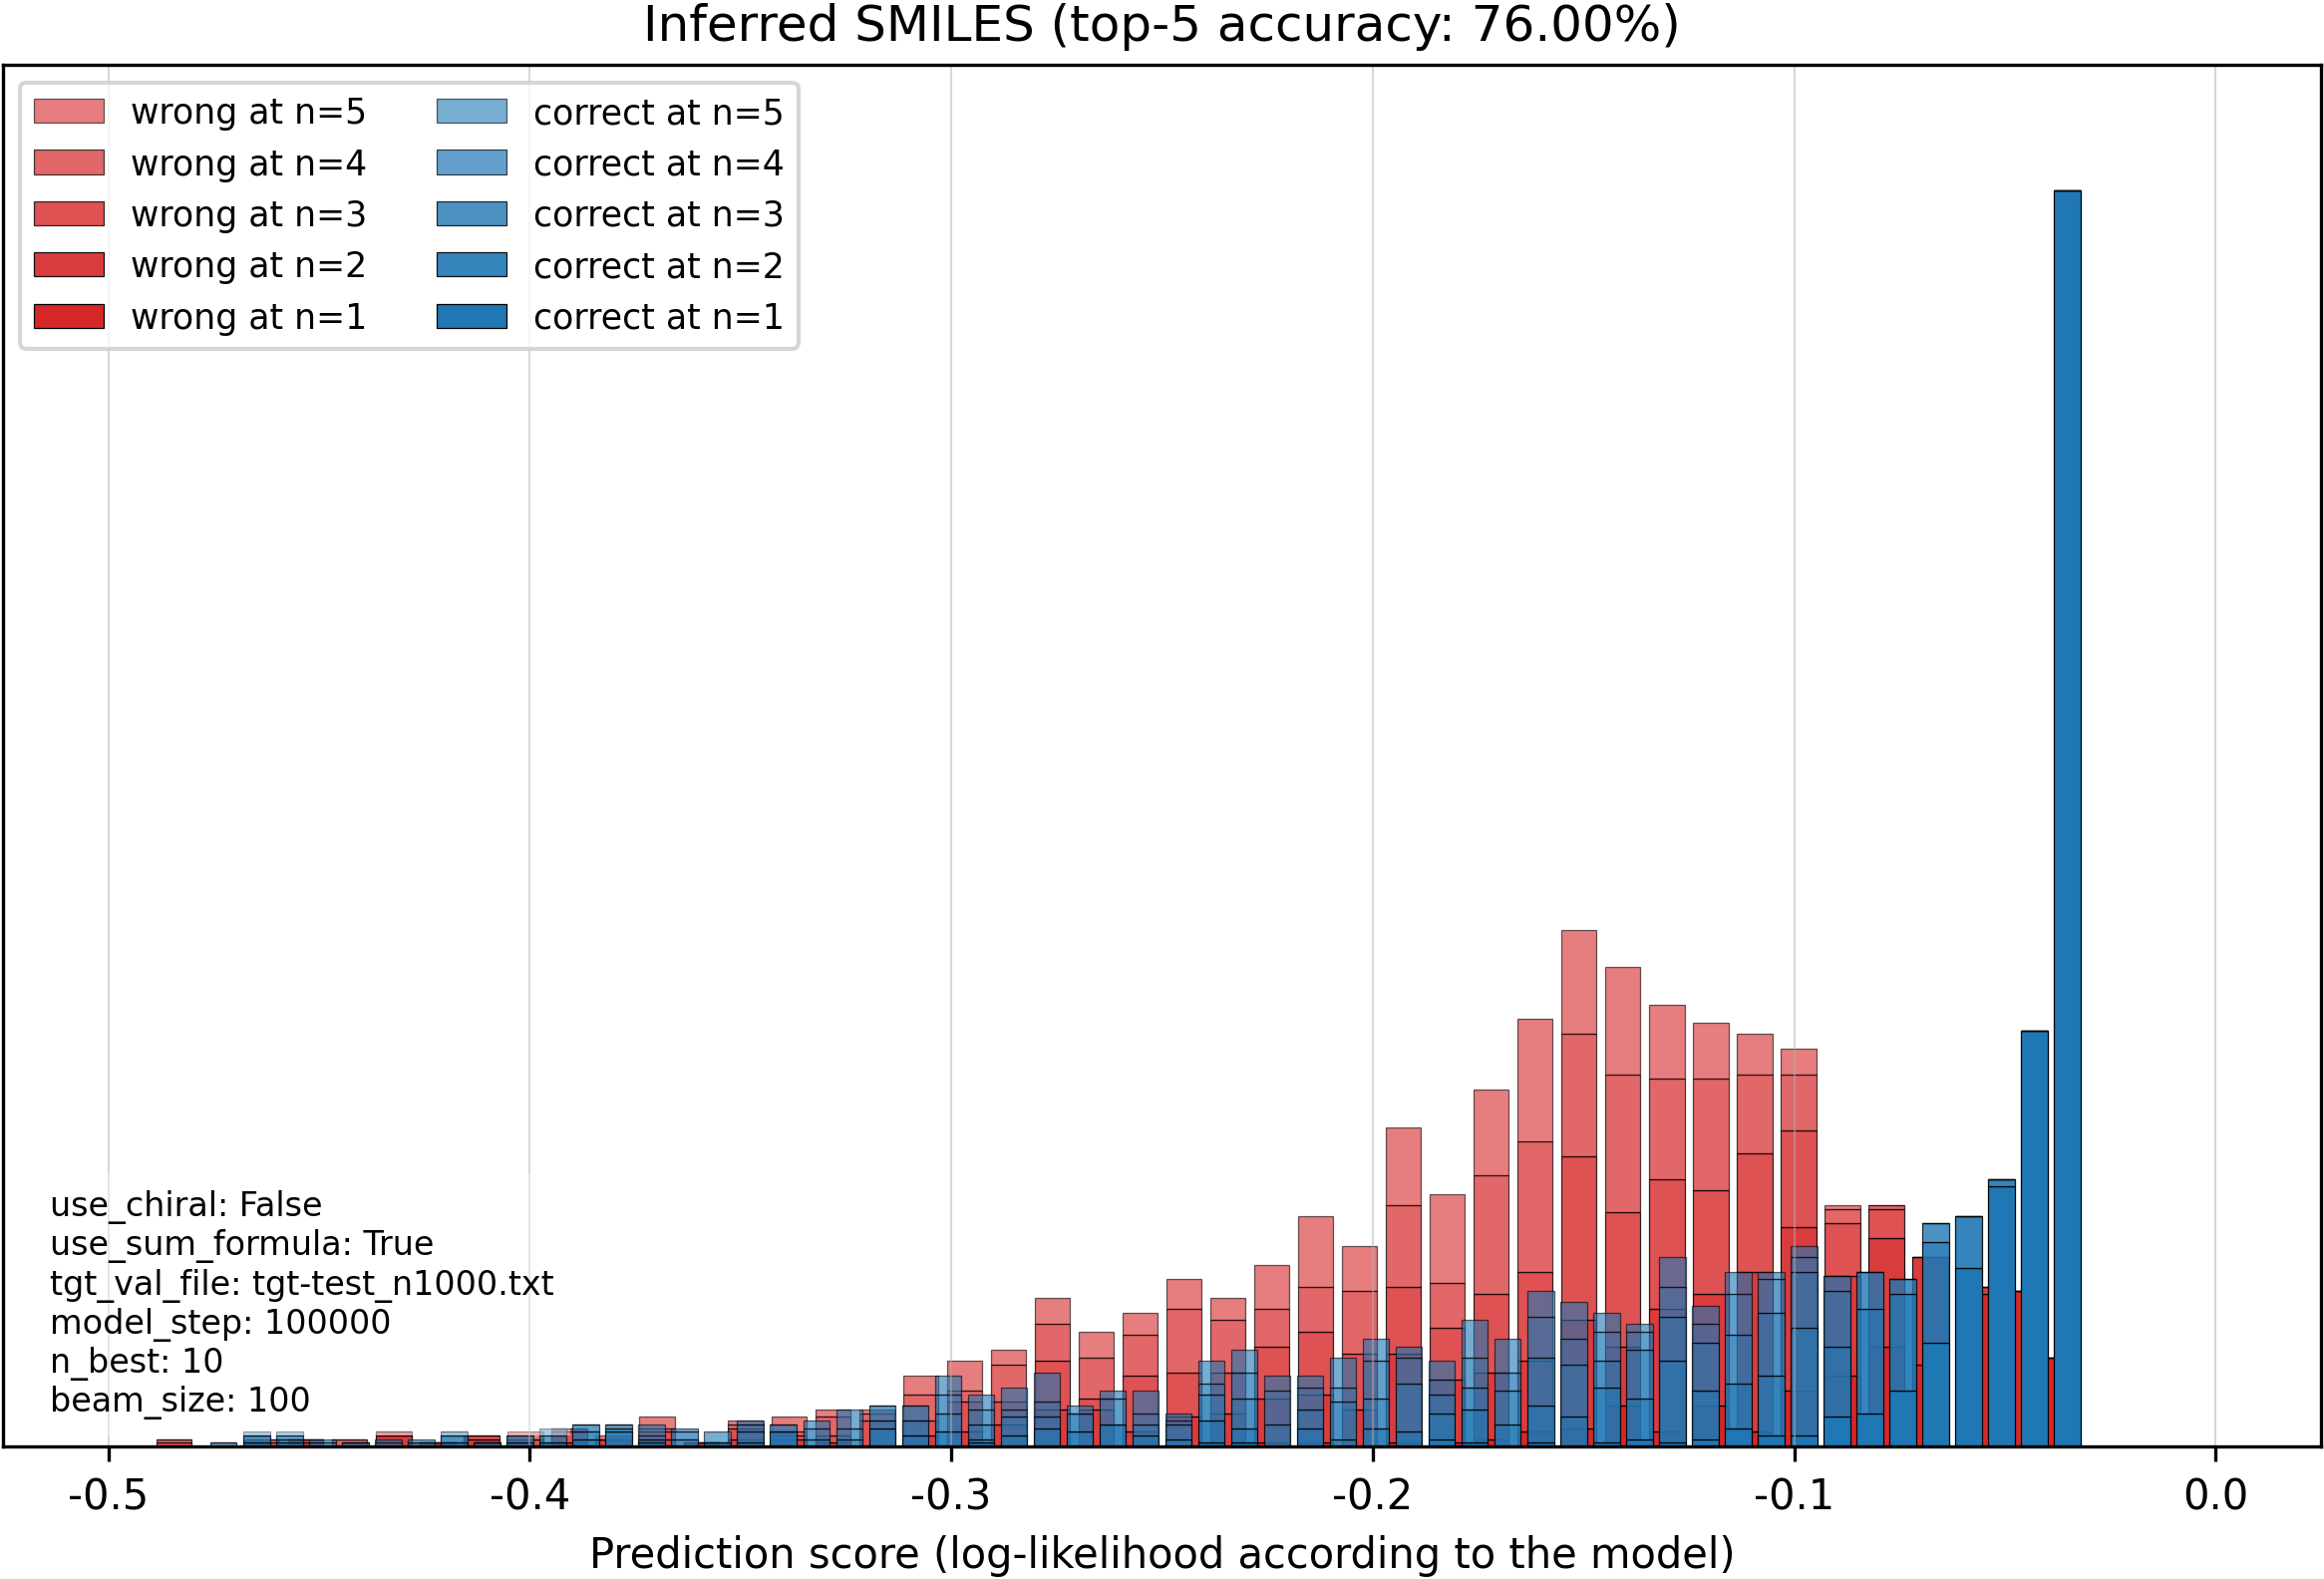 Inferred SMILES (top-5 accuracy: 76.00%)
wrong at n=5
wrong at n=4
wrong at n=3
wrong at n=2
wrong at n=1
correct at n=5
correct at n=4
correct at n=3
correct at n=2
correct at n=1
use_chiral: False
use_sum_formula: True
tgt_val_file: tgt-test_n1000.txt
model_step: 100000
n_best: 10
beam_size: 100
-0.5 -0.4 -0.3 -0.2 -0.1 0.0
Prediction score (log-likelihood according to the model)